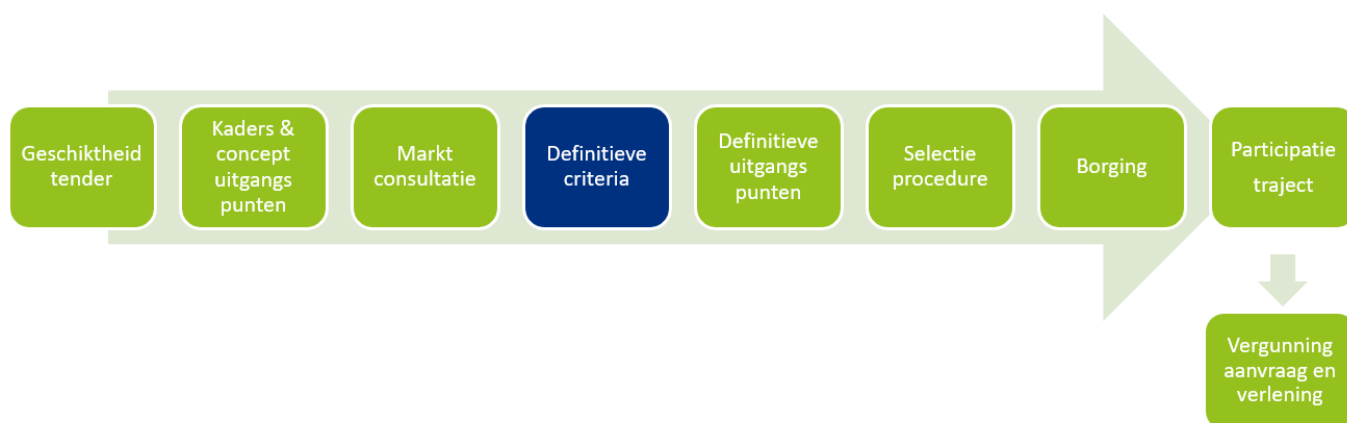 Geschiktheid
tender
Kaders &
concept
uitgangs
punten
Markt
consultatie
Definitieve
criteria
Definitieve
uitgangs
punten
Selectie
procedure
Borging
Participatie
traject
Vergunning
aanvraag en
verlening